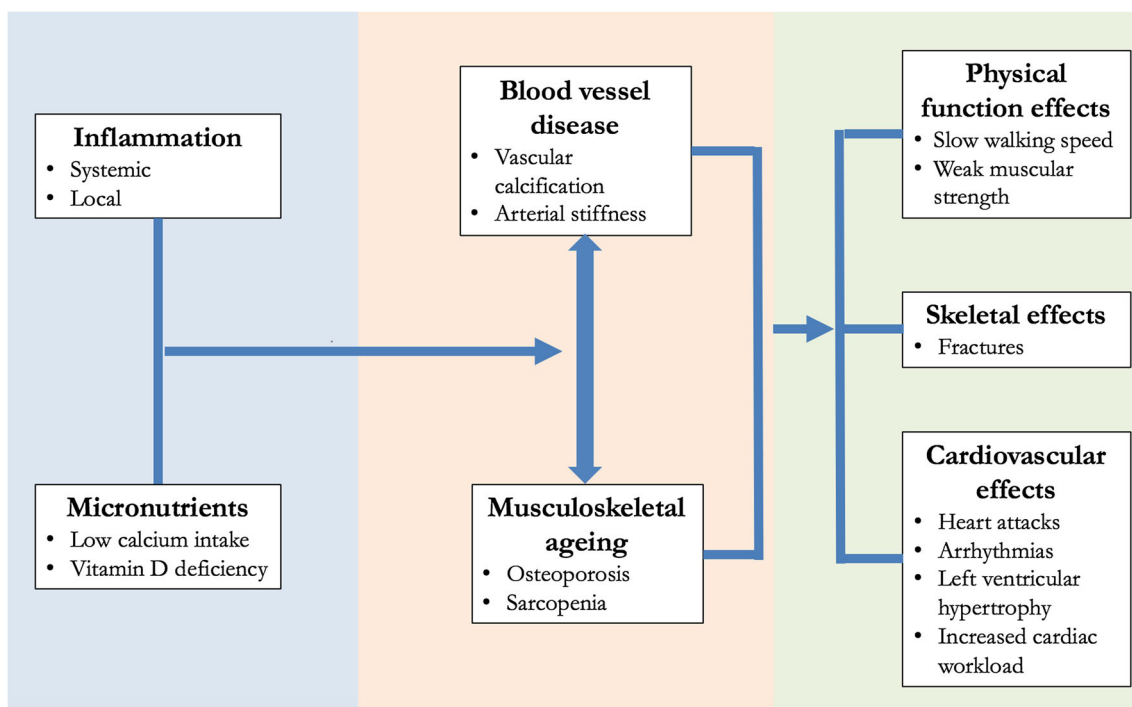 Inflammation
• Systemic
• Local
Micronutrients
• Low calcium intake
• Vitamin D deficiency
Blood vessel
disease
• Vascular
calcification
• Arterial stiffness
Musculoskeletal
ageing
• Osteoporosis
• Sarcopenia
Physical
function effects
• Slow walking speed
• Weak muscular
strength
Skeletal effects
• Fractures
Cardiovascular
effects
• Heart attacks
• Arrhythmias
• Left ventricular
hypertrophy
• Increased cardiac
workload